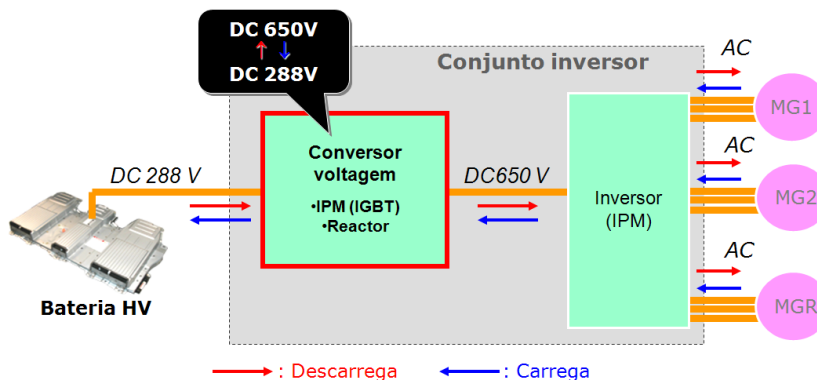 DC 650V
DC 288V
Conjunto inversor
AC
MG1
DC 288 V
Conversor
voltagem
•IPM (IGBT)
•Reactor
DC650 V
Inversor
(IPM)
AC
MG2
AC
MGR
Bateria HV
: Descarrega
: Carrega